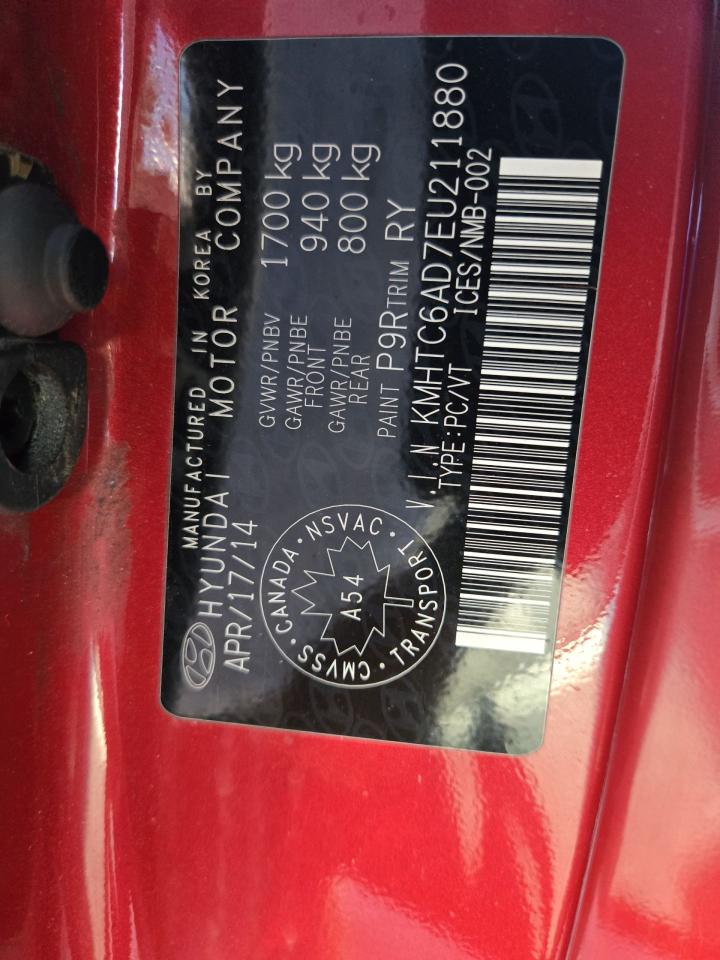 MANUFACTURED IN KOREA BY
HYUNDAI MOTOR COMPANY
APR/17/14
GVWR/PNBV 1700 kg
GAWR/PNBE FRONT 940 kg
GAWR/PNBE REAR 800 kg
PAINT P9R TRIM RY
CANADA · NSVAC · TRANSPORT · CMVSS ·
A54
V.I.N KMHTC6AD7EU211880
TYPE:PC/VT ICES/NMB-002